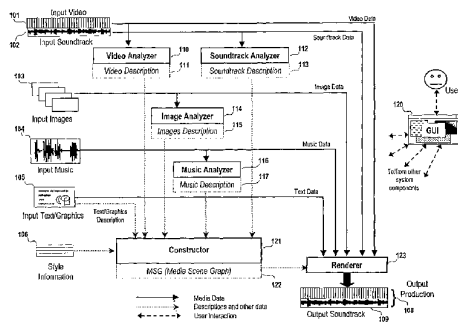 Input Video
101
102
Input Soundtrack
Video Data
Soundtrack Data
110
Video Analyzer
111
Video Description
112
Soundtrack Analyzer
113
Soundtrack Description
103
Input Images
Image Data
114
Image Analyzer
115
Images Description
User
120
GUI
To/from other
system
components
104
Input Music
Music Data
116
Music Analyzer
117
Music Description
105
Input Text/Graphics
Text Data
Text/Graphics
Description
106
Style
Information
Constructor
121
MSG (Media Scene Graph)
122
Renderer
123
Output
Production
108
Output Soundtrack
109
Media Data
Descriptors and other data
User Interaction